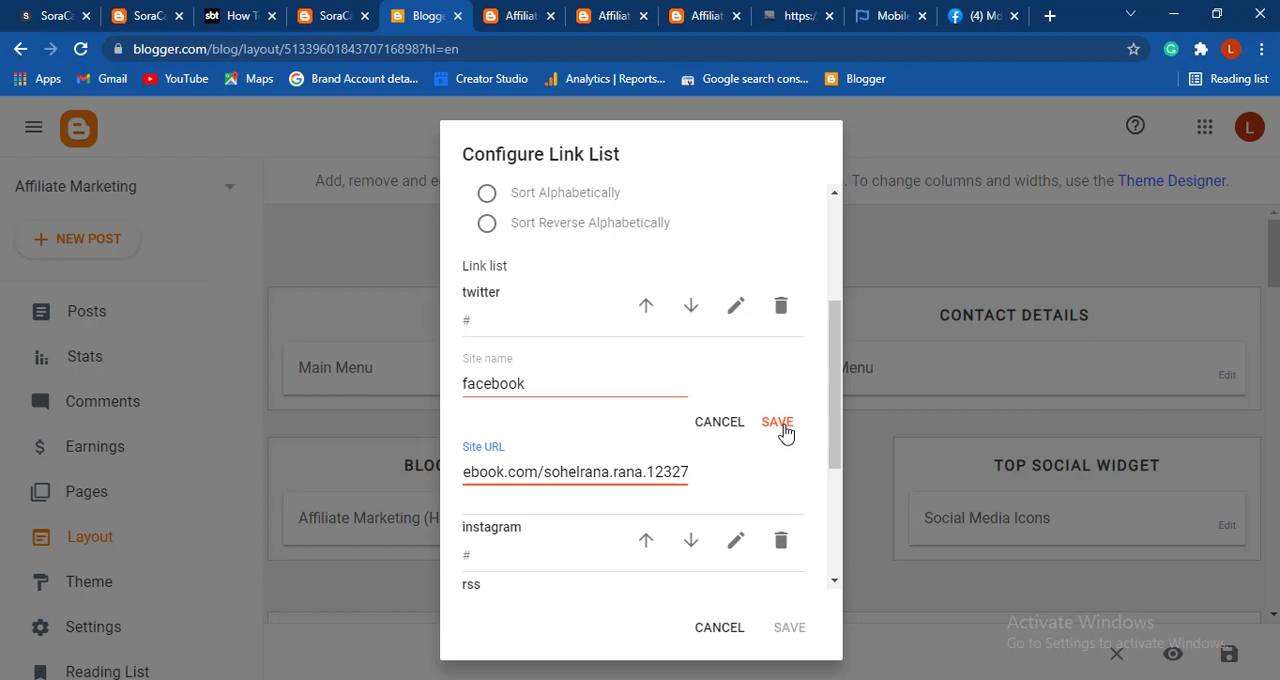 SoraC
SoraC
sbt
How T
SoraC
Blogg
Affiliat
Affiliat
Affiliat
https:/
Mobile
(4) Mo
blogger.com/blog/layout/5133960184370716898?hl=en
L
Apps
Gmail
YouTube
Maps
Brand Account deta...
Creator Studio
Analytics | Reports...
Google search cons...
Blogger
Reading list
L
Affiliate Marketing
Add, remove and e
. To change columns and widths, use the Theme Designer.
NEW POST
Posts
Stats
Comments
Earnings
Pages
Layout
Theme
Settings
Reading List
Main Menu
BLOG
Affiliate Marketing (H
CONTACT DETAILS
Menu
Edit
TOP SOCIAL WIDGET
Social Media Icons
Edit
Configure Link List
Sort Alphabetically
Sort Reverse Alphabetically
Link list
twitter
#
Site name
facebook
CANCEL
SAVE
Site URL
ebook.com/sohelrana.rana.12327
instagram
#
rss
CANCEL
SAVE
Activate Windows
Go to Settings to activate Windows.